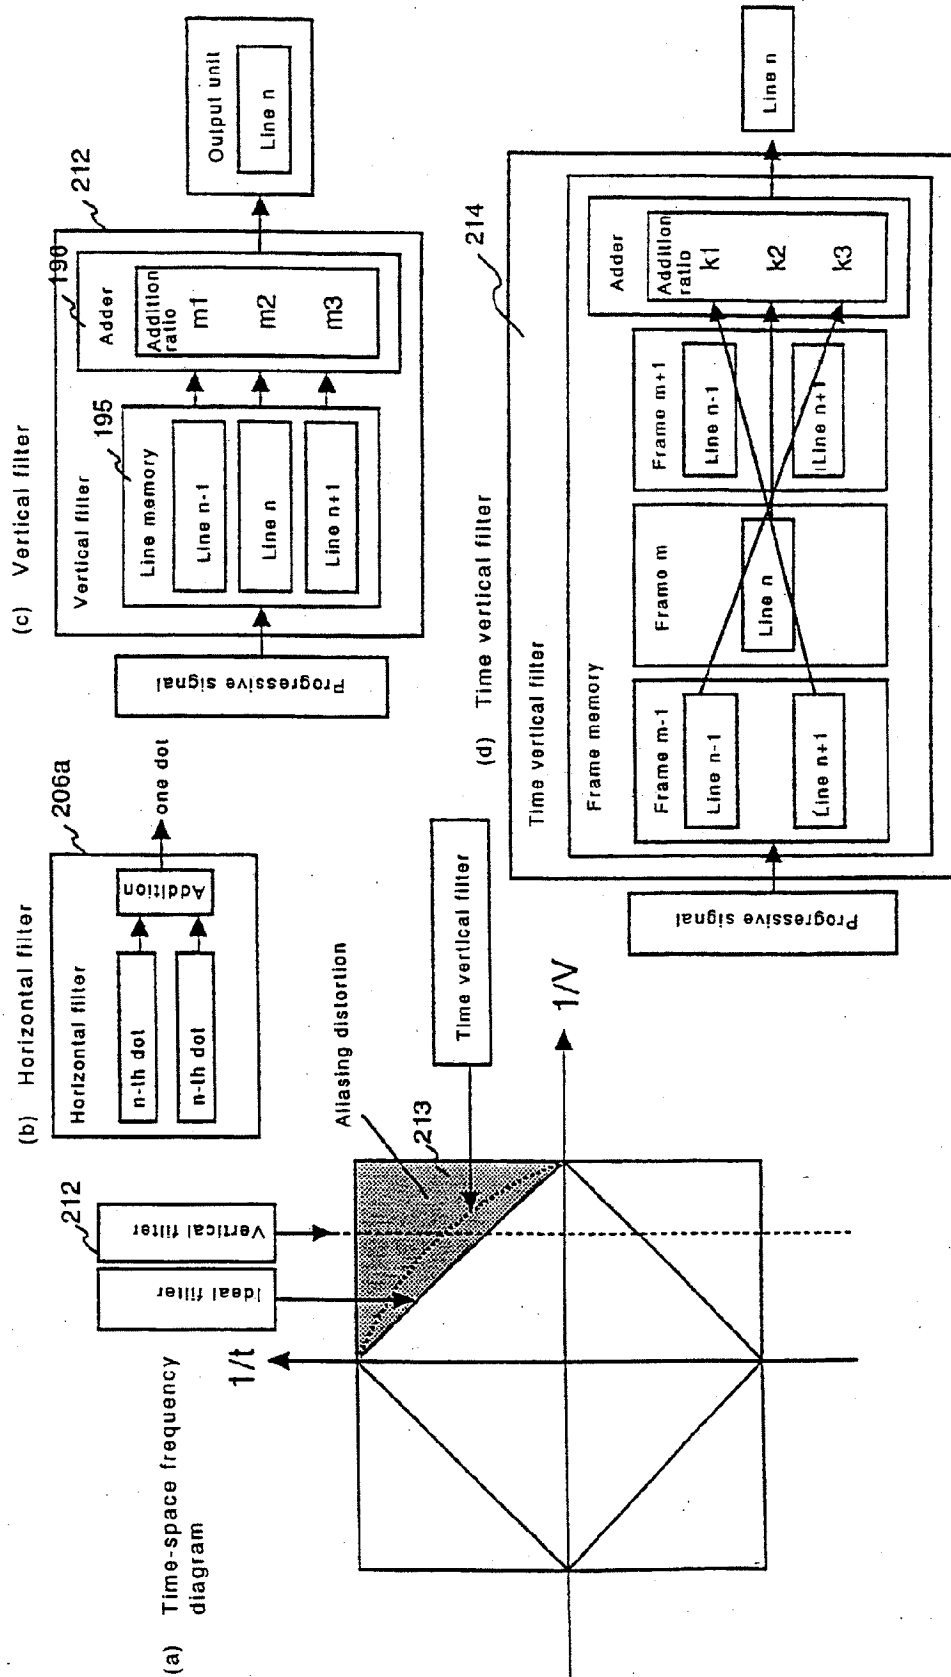 (a) Time-space frequency
diagram
Ideal filter
Vertical filter
212
1/t
1/V
Aliasing distortion
213
Time vertical filter
(b) Horizontal filter
206a
Horizontal filter
n-th dot
n-th dot
Addition
one dot
(c) Vertical filter
212
Progressive signal
Vertical filter
195
Line memory
Line n-1
Line n
Line n+1
190
Adder
Addition
ratio
m1
m2
m3
Output unit
Line n
(d) Time vertical filter
214
Progressive signal
Time vertical filter
Frame memory
Frame m-1
Line n-1
Line n+1
Frame m
Line n
Frame m+1
Line n-1
Line n+1
Adder
Addition
ratio
k1
k2
k3
Line n